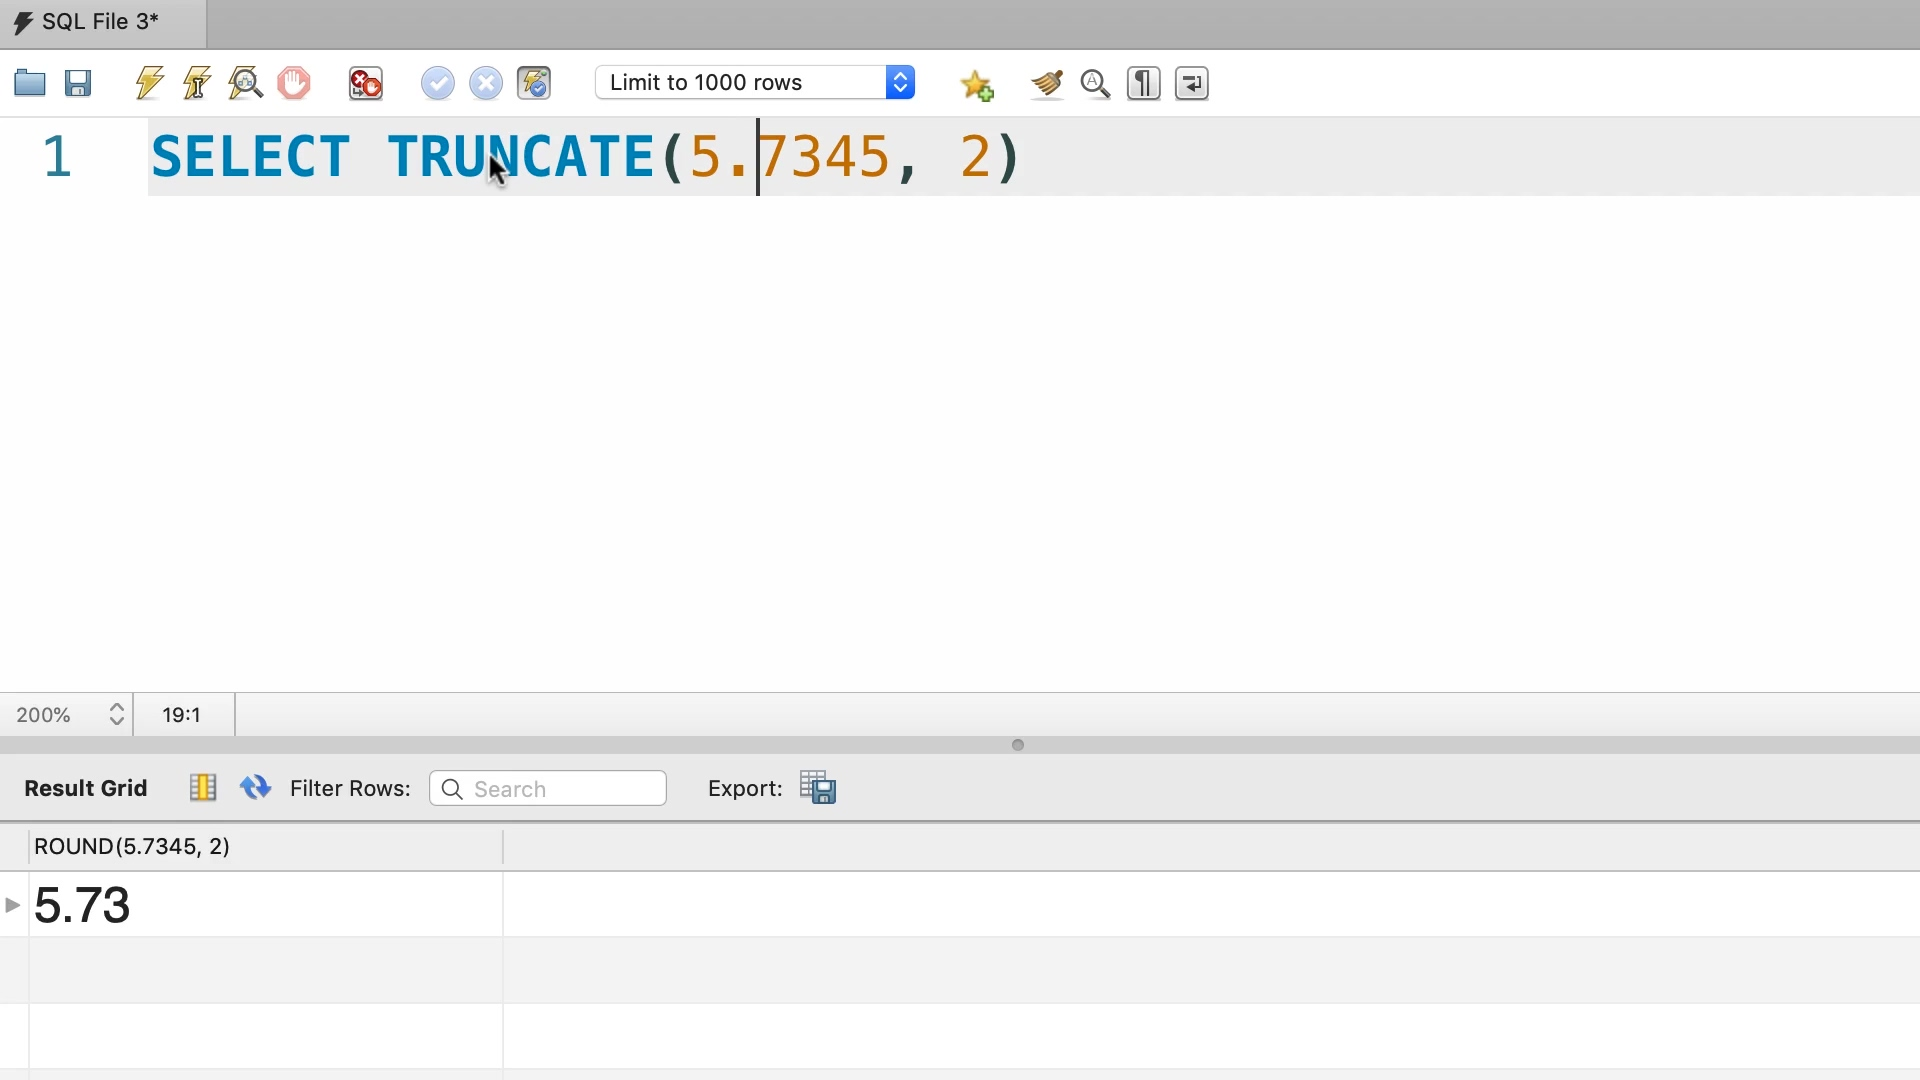 SQL File 3*
Limit to 1000 rows
1 SELECT TRUNCATE(5.7345, 2)
200% 19:1
Result Grid Filter Rows: Search Export:
ROUND(5.7345, 2)
5.73